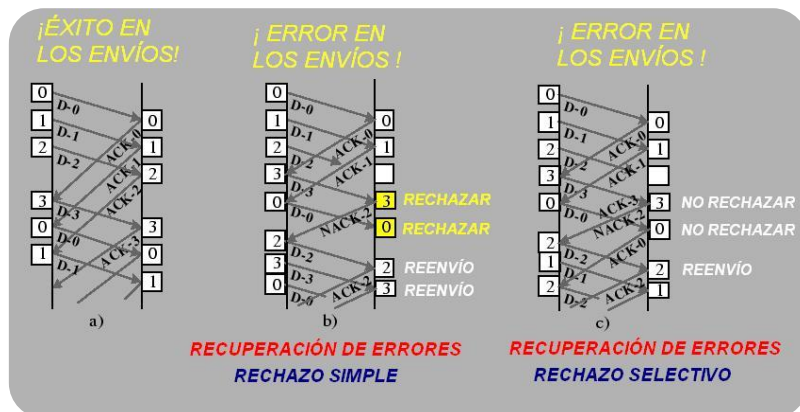 ¡ÉXITO EN
LOS ENVÍOS!
0
1
2
3
0
1
D-0
D-1
D-2
D-3
D-0
D-1
ACK-0
ACK-1
ACK-2
ACK-3
0
1
2
3
0
1
a)
¡ ERROR EN
LOS ENVÍOS !
0
1
2
3
0
2
3
0
D-0
D-1
D-2
D-3
D-0
D-2
D-3
D-0
ACK-0
ACK-1
NACK-2
ACK-2
0
1
3 RECHAZAR
0 RECHAZAR
2 REENVÍO
3 REENVÍO
b)
RECUPERACIÓN DE ERRORES
RECHAZO SIMPLE
¡ ERROR EN
LOS ENVÍOS !
0
1
2
3
0
2
1
2
D-0
D-1
D-2
D-3
D-0
D-2
D-1
D-2
ACK-0
ACK-1
ACK-3
NACK-2
ACK-0
ACK-2
0
1
3 NO RECHAZAR
0 NO RECHAZAR
2 REENVÍO
1
c)
RECUPERACIÓN DE ERRORES
RECHAZO SELECTIVO